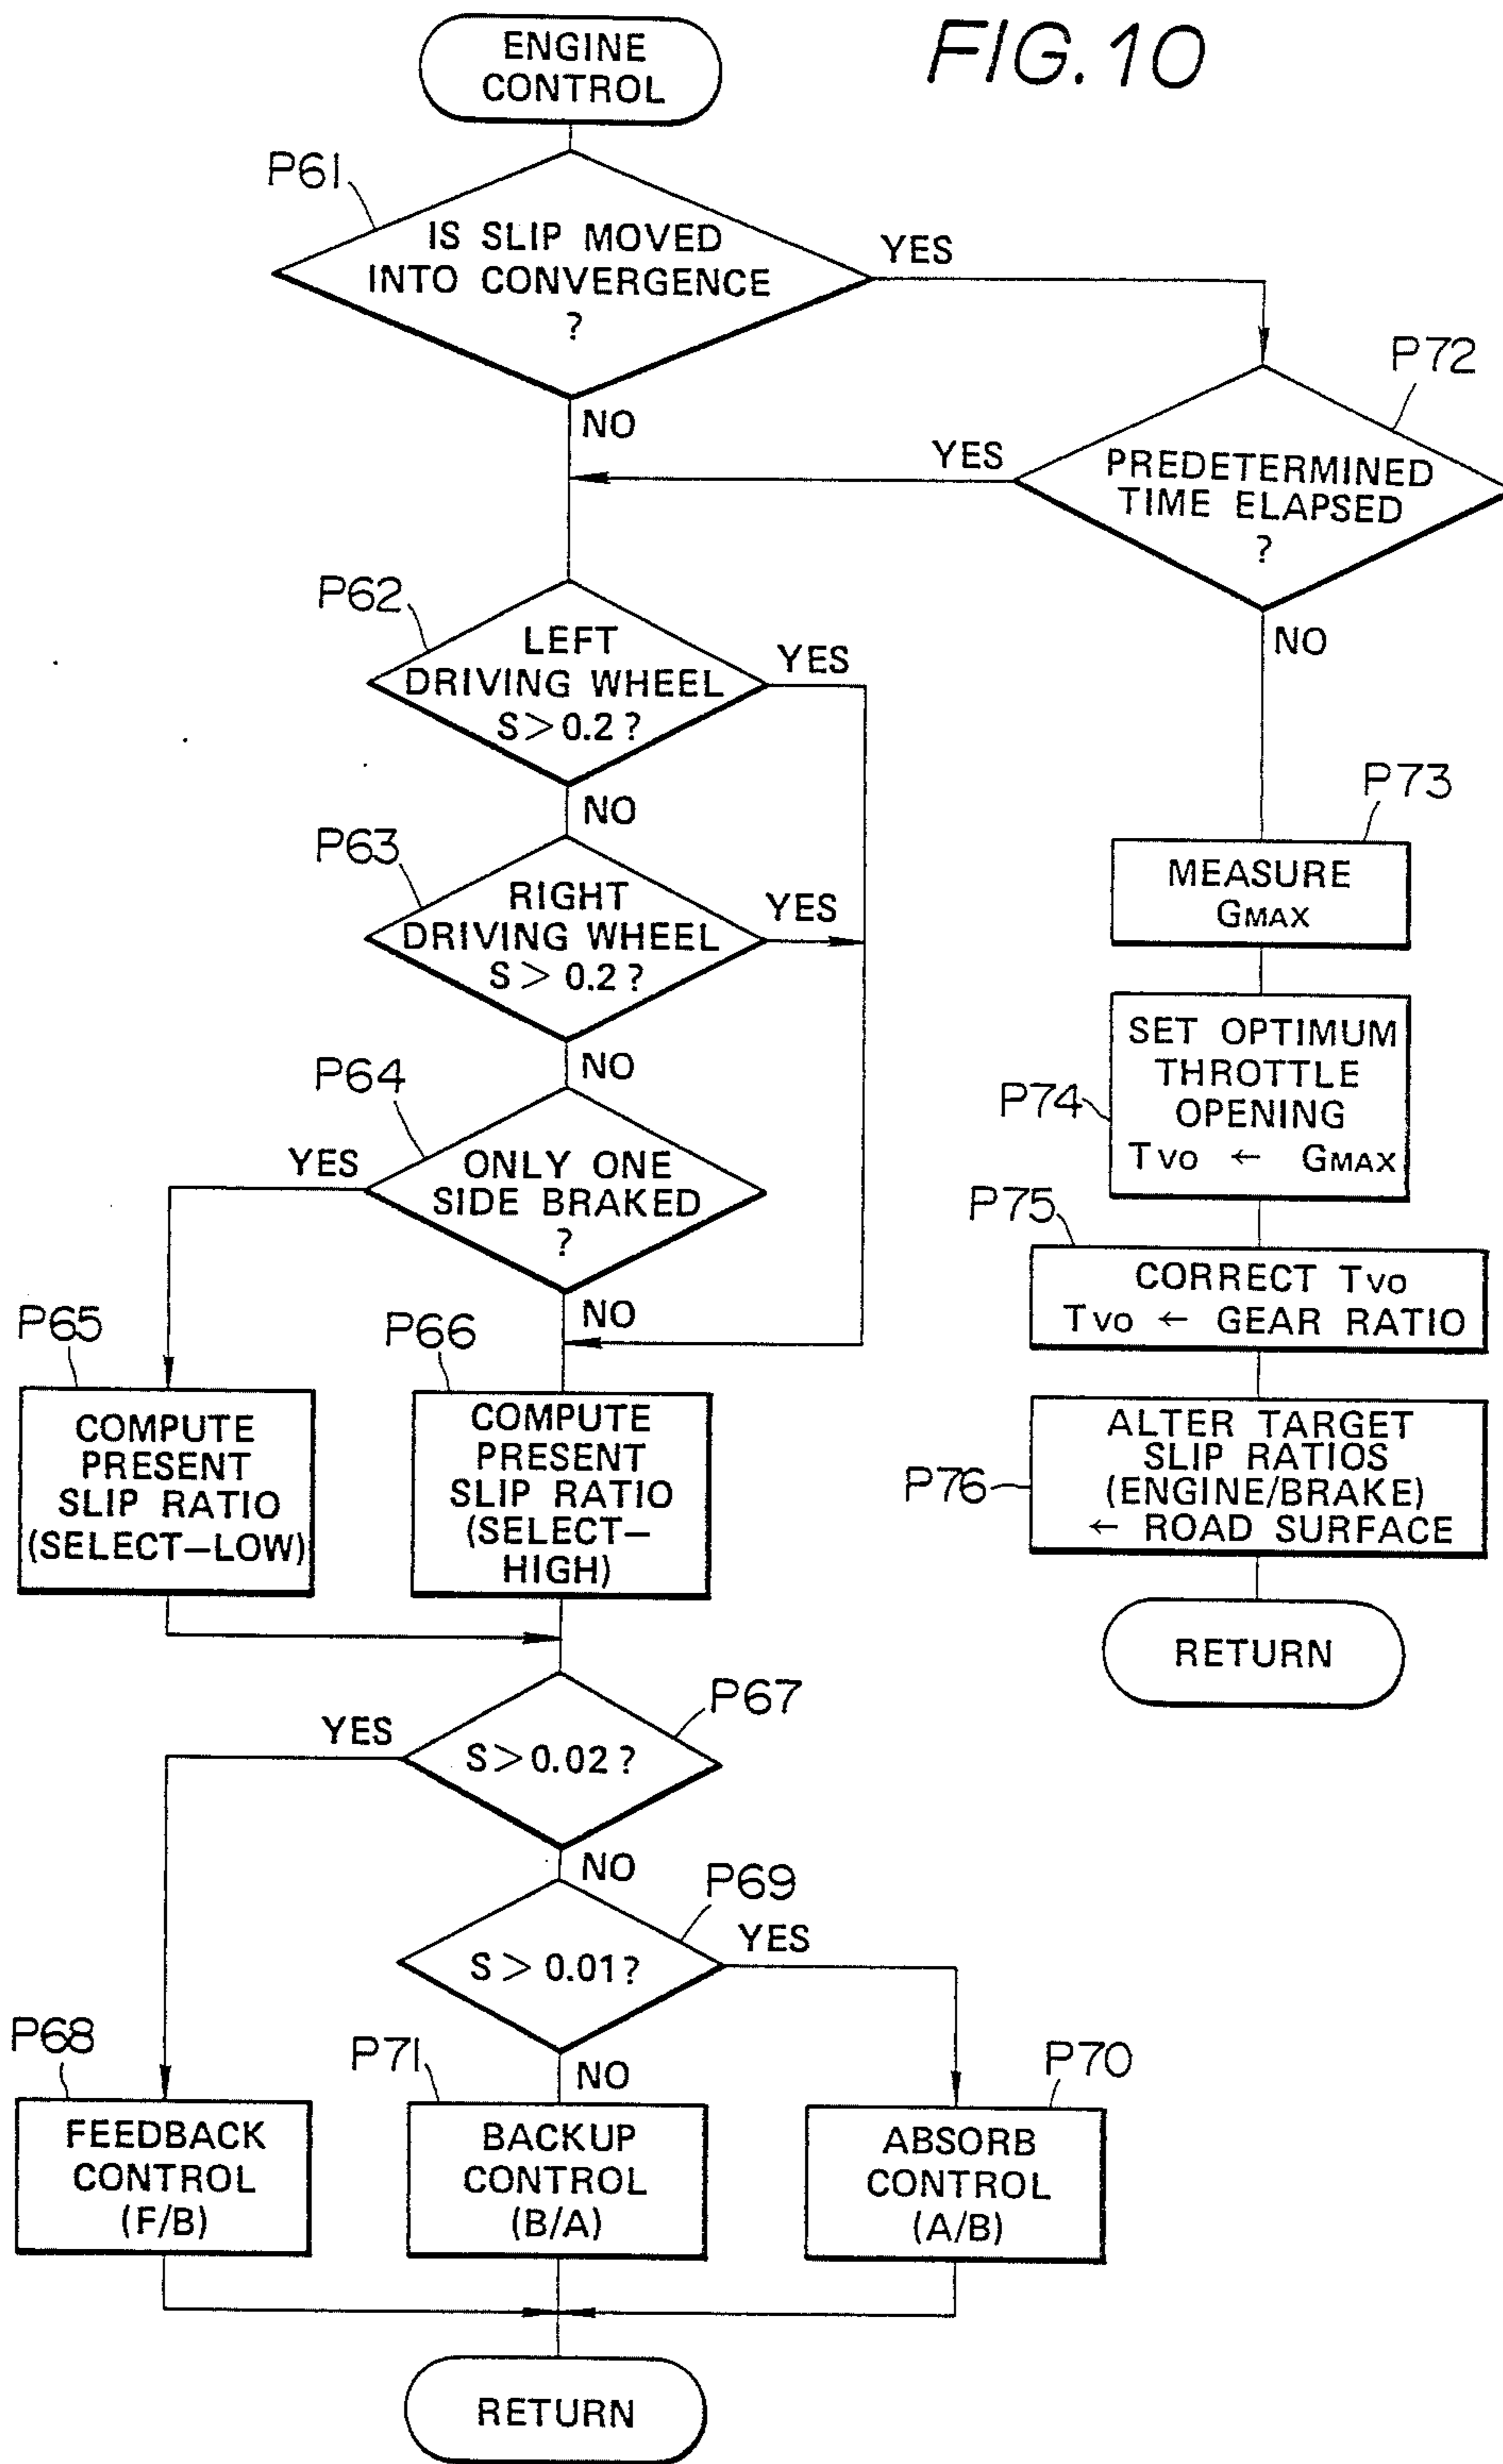 FIG. 10
ENGINE
CONTROL
P61
IS SLIP MOVED
INTO CONVERGENCE
?
YES
NO
P72
PREDETERMINED
TIME ELAPSED
?
YES
NO
P62
LEFT
DRIVING WHEEL
S > 0.2 ?
YES
NO
P63
RIGHT
DRIVING WHEEL
S > 0.2 ?
YES
NO
P64
ONLY ONE
SIDE BRAKED
?
YES
NO
P65
COMPUTE
PRESENT
SLIP RATIO
(SELECT–LOW)
P66
COMPUTE
PRESENT
SLIP RATIO
(SELECT–
HIGH)
P67
S > 0.02 ?
YES
NO
P69
S > 0.01 ?
YES
NO
P68
FEEDBACK
CONTROL
(F/B)
P71
BACKUP
CONTROL
(B/A)
P70
ABSORB
CONTROL
(A/B)
RETURN
P73
MEASURE
GMAX
P74
SET OPTIMUM
THROTTLE
OPENING
TVO ← GMAX
P75
CORRECT TVO
TVO ← GEAR RATIO
P76
ALTER TARGET
SLIP RATIOS
(ENGINE/BRAKE)
← ROAD SURFACE
RETURN